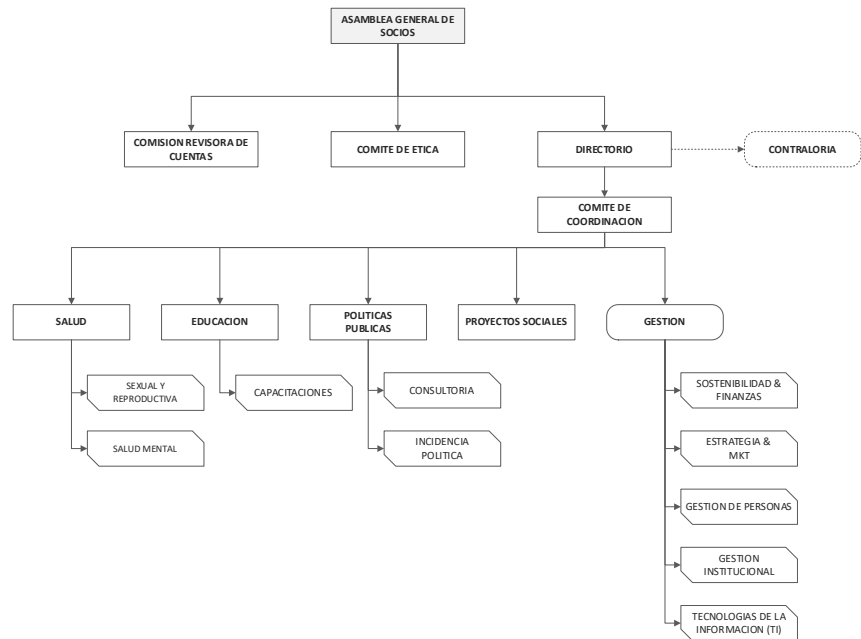 ASAMBLEA GENERAL DE
SOCIOS
COMISION REVISORA DE
CUENTAS
COMITE DE ETICA
DIRECTORIO
CONTRALORIA
COMITE DE
COORDINACION
SALUD
EDUCACION
POLITICAS
PUBLICAS
PROYECTOS SOCIALES
GESTION
SEXUAL Y
REPRODUCTIVA
CAPACITACIONES
CONSULTORIA
SOSTENIBILIDAD &
FINANZAS
SALUD MENTAL
INCIDENCIA
POLITICA
ESTRATEGIA &
MKT
GESTION DE PERSONAS
GESTION
INSTITUCIONAL
TECNOLOGIAS DE LA
INFORMACION (TI)